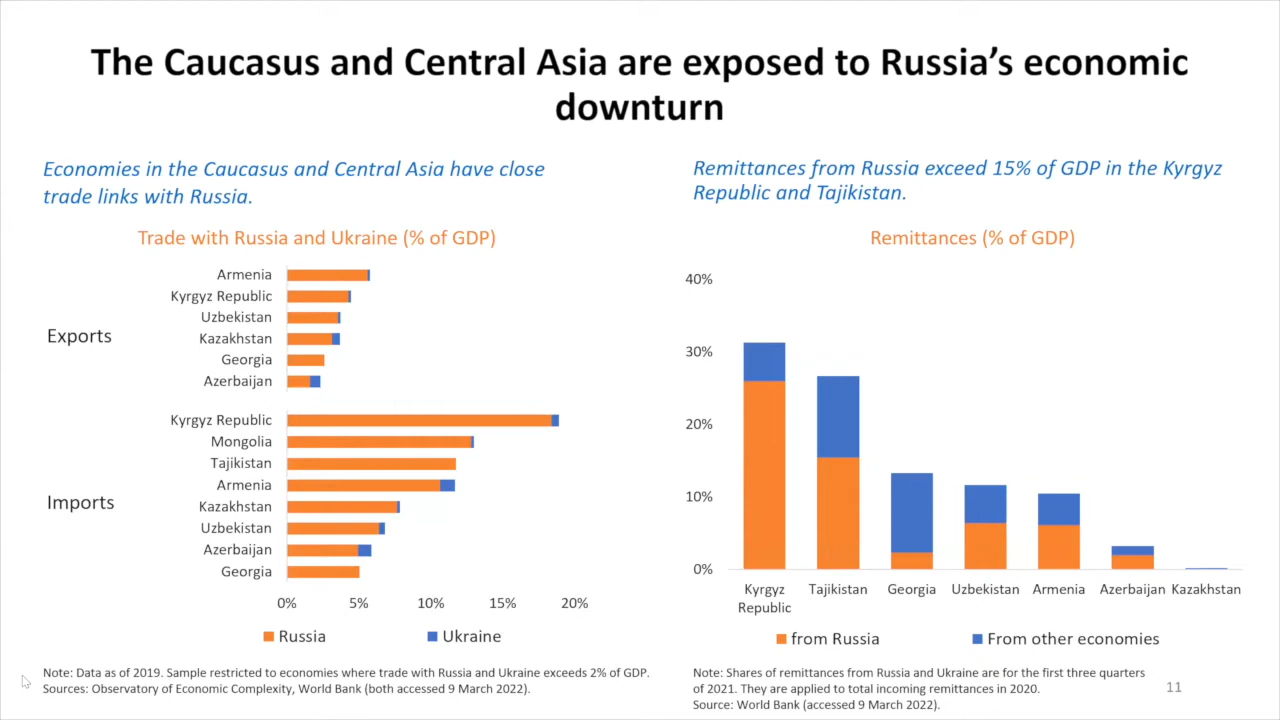 The Caucasus and Central Asia are exposed to Russia’s economic
downturn
Economies in the Caucasus and Central Asia have close
trade links with Russia.
Trade with Russia and Ukraine (% of GDP)
Exports
Armenia
Kyrgyz Republic
Uzbekistan
Kazakhstan
Georgia
Azerbaijan
Imports
Kyrgyz Republic
Mongolia
Tajikistan
Armenia
Kazakhstan
Uzbekistan
Azerbaijan
Georgia
0% 5% 10% 15% 20%
Russia Ukraine
Note: Data as of 2019. Sample restricted to economies where trade with Russia and Ukraine exceeds 2% of GDP.
Sources: Observatory of Economic Complexity, World Bank (both accessed 9 March 2022).
Remittances from Russia exceed 15% of GDP in the Kyrgyz
Republic and Tajikistan.
Remittances (% of GDP)
40%
30%
20%
10%
0%
Kyrgyz Republic Tajikistan Georgia Uzbekistan Armenia Azerbaijan Kazakhstan
from Russia From other economies
Note: Shares of remittances from Russia and Ukraine are for the first three quarters
of 2021. They are applied to total incoming remittances in 2020.
Source: World Bank (accessed 9 March 2022).
11